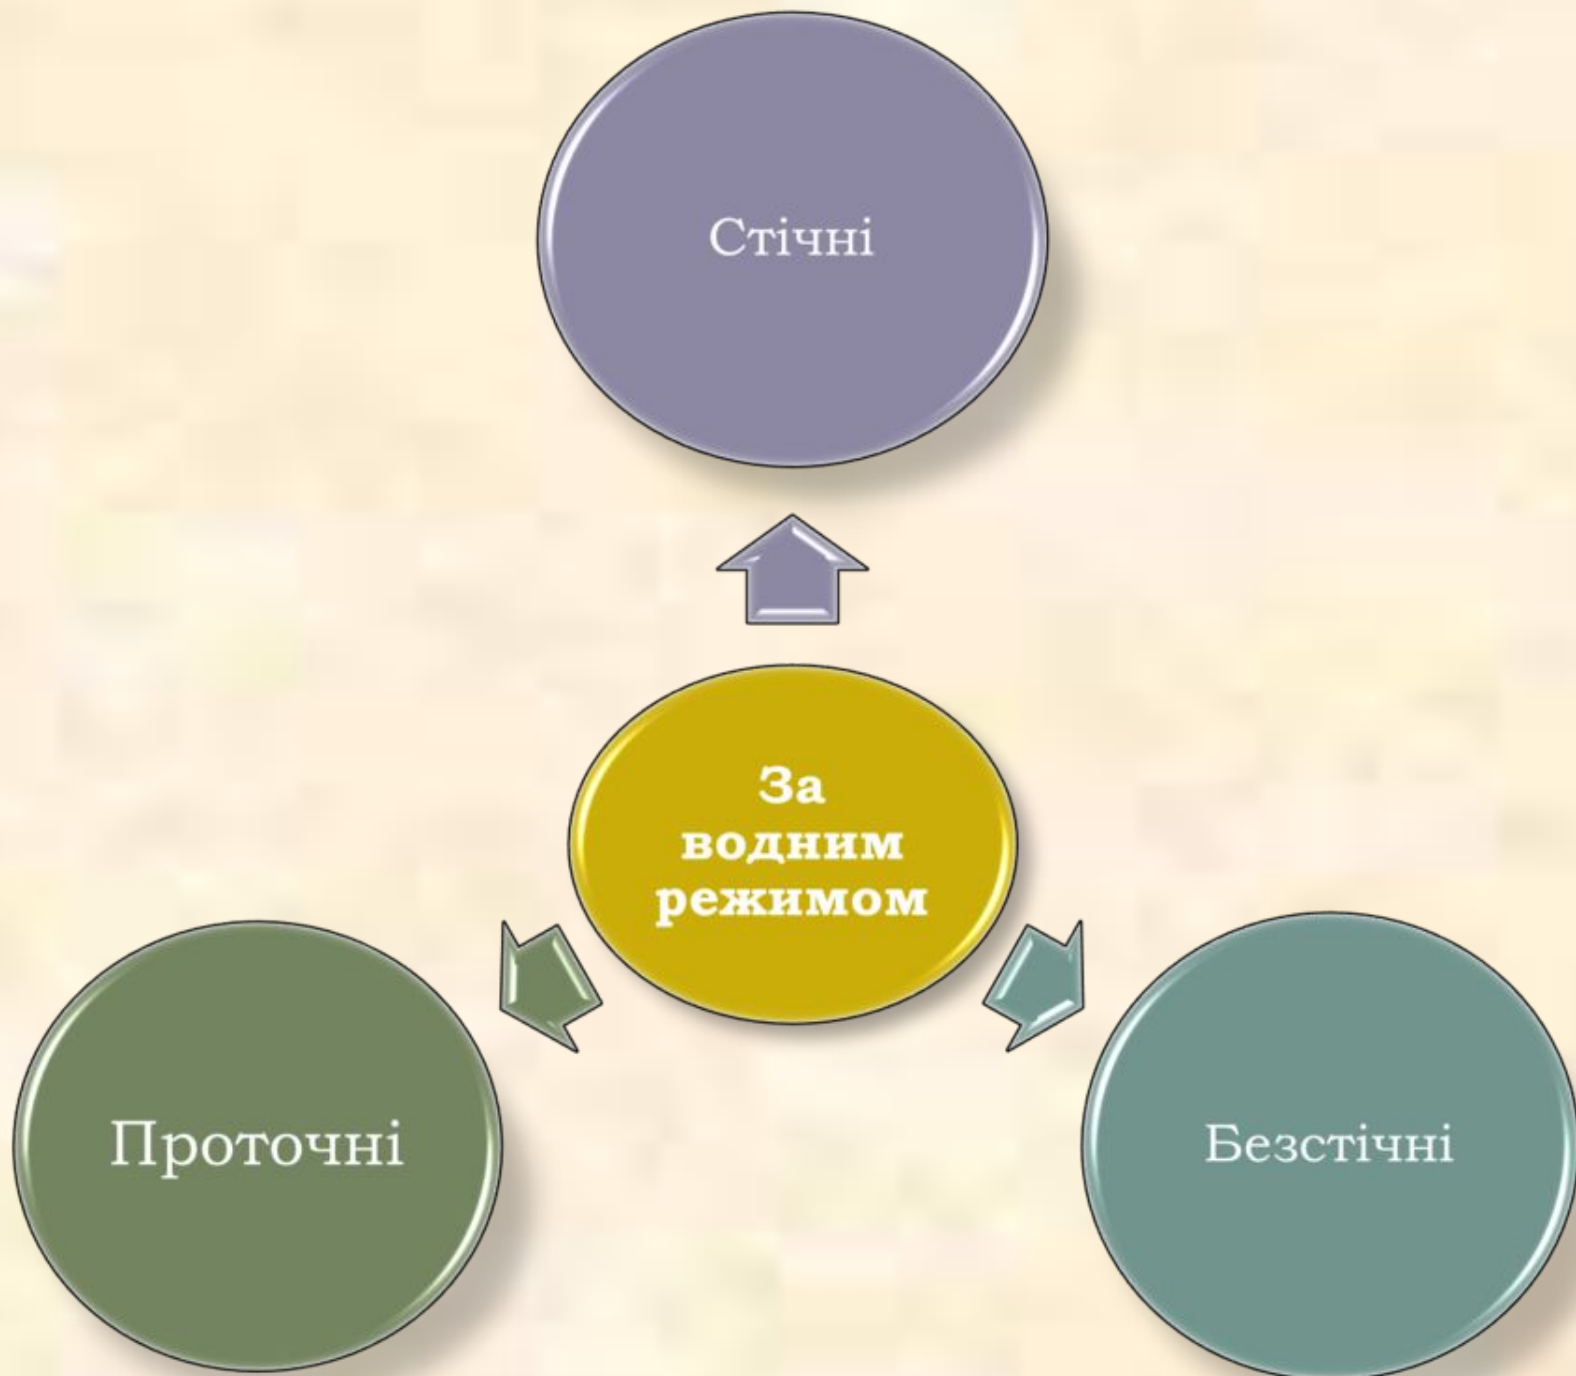 Стічні
За
водним
режимом
Проточні
Безстічні